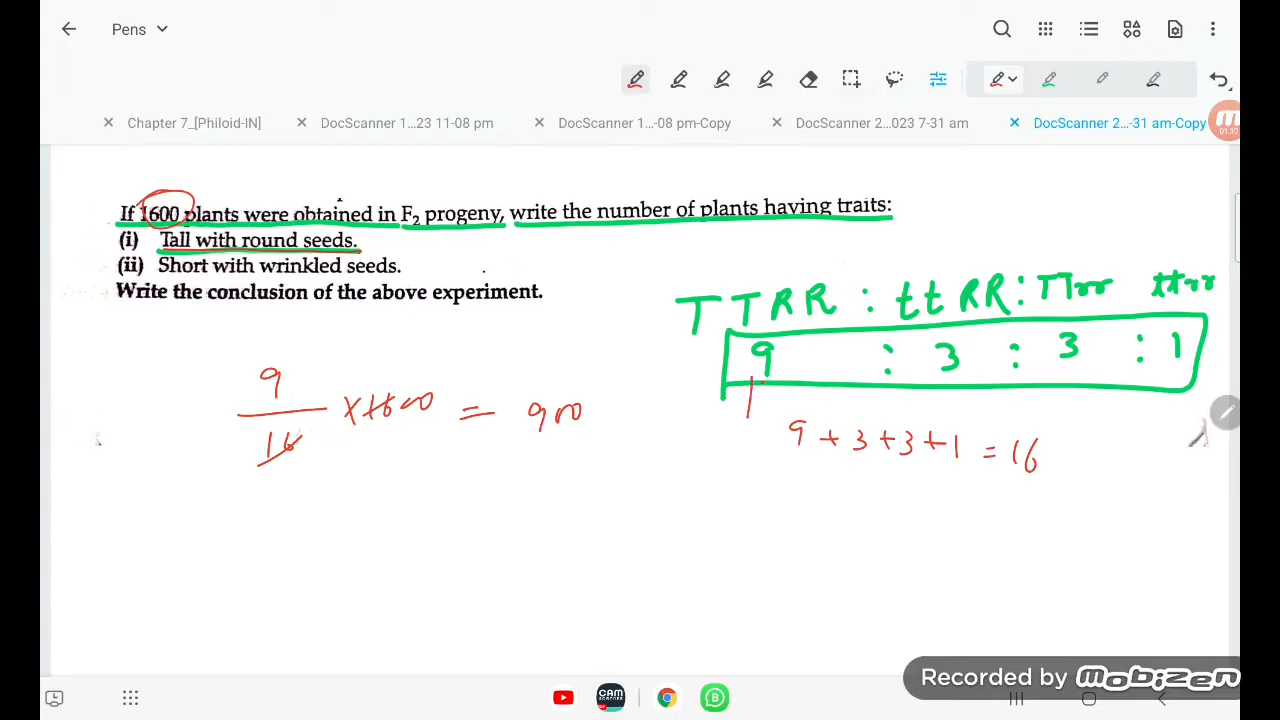 Pens
Chapter 7_[Philoid-IN]
DocScanner 1...23 11-08 pm
DocScanner 1...-08 pm-Copy
DocScanner 2...023 7-31 am
DocScanner 2...-31 am-Copy
01:30
If 1600 plants were obtained in F₂ progeny, write the number of plants having traits:
(i) Tall with round seeds.
(ii) Short with wrinkled seeds.
Write the conclusion of the above experiment.
TTRR : ttRR : TTrr ttrr
9 : 3 : 3 : 1
9/16 × 1600 = 900
9 + 3 + 3 + 1 = 16
Recorded by mobizen
CAM